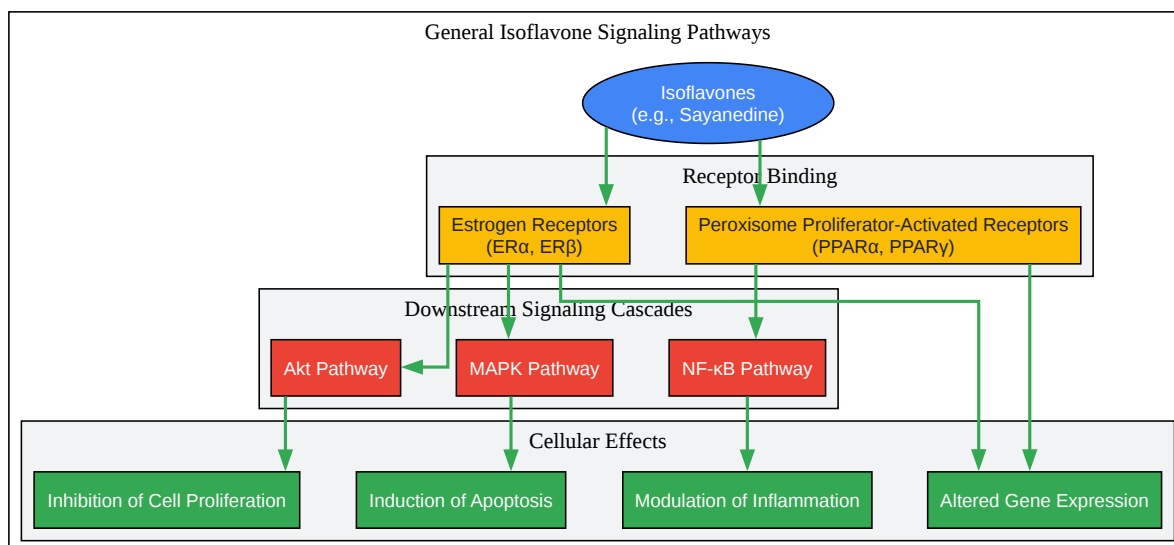 General Isoflavone Signaling Pathways
Isoflavones
(e.g., Sayanedine)
Receptor Binding
Estrogen Receptors
(ERα, ERβ)
Peroxisome Proliferator-Activated Receptors
(PPARα, PPARγ)
Downstream Signaling Cascades
Akt Pathway
MAPK Pathway
NF-κB Pathway
Cellular Effects
Inhibition of Cell Proliferation
Induction of Apoptosis
Modulation of Inflammation
Altered Gene Expression